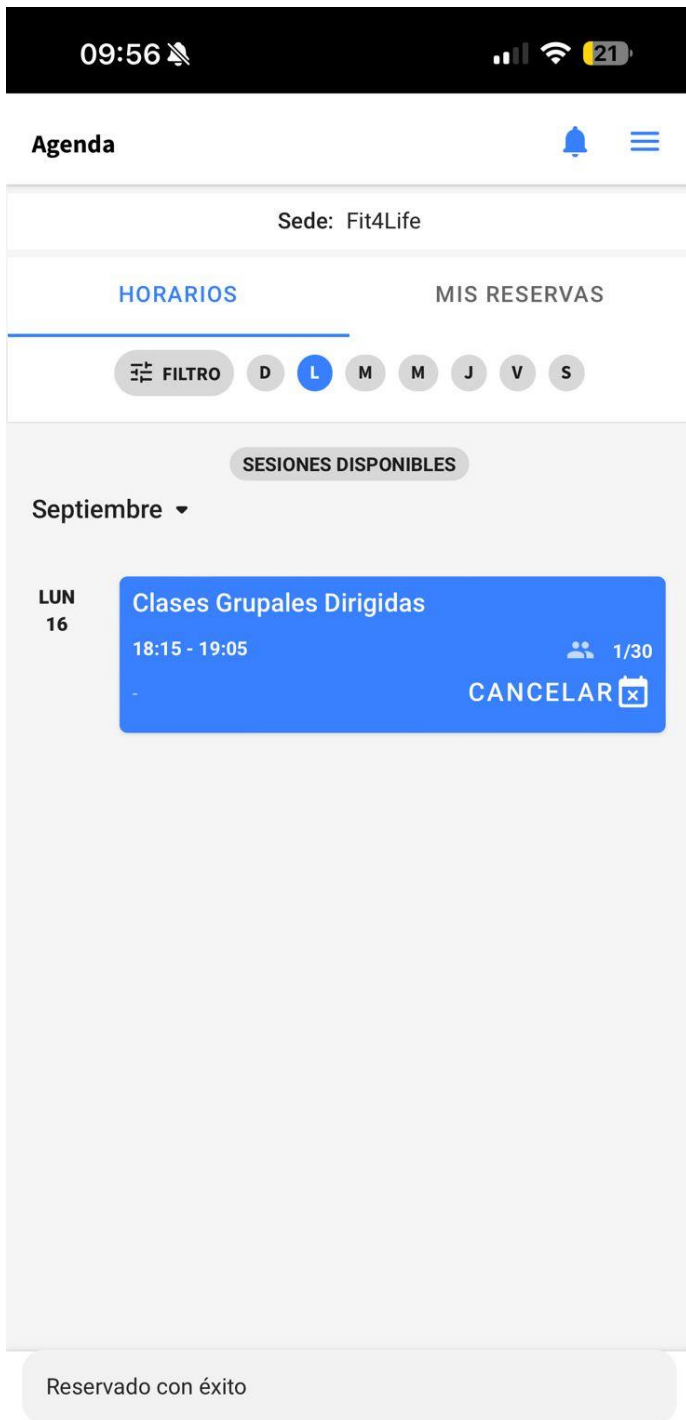 09:56
21
Agenda
Sede: Fit4Life
HORARIOS MIS RESERVAS
FILTRO D L M M J V S
SESIONES DISPONIBLES
Septiembre
LUN
16
Clases Grupales Dirigidas
18:15 - 19:05 1/30
- CANCELAR
Reservado con éxito